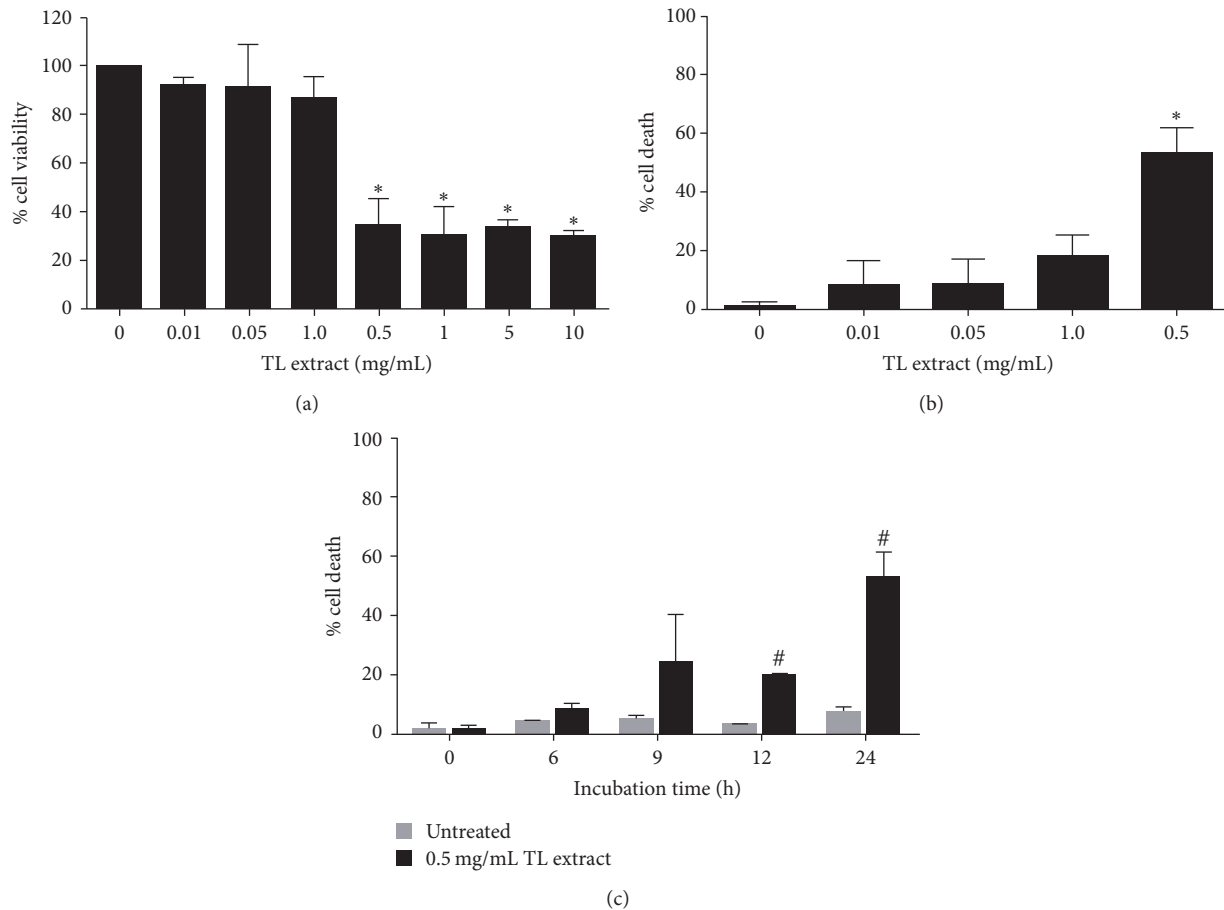 120
100
80
60
40
20
0
% cell viability
* * * *
0 0.01 0.05 1.0 0.5 1 5 10
TL extract (mg/mL)
(a)
100
80
60
40
20
0
% cell death
*
0 0.01 0.05 1.0 0.5
TL extract (mg/mL)
(b)
100
80
60
40
20
0
% cell death
# #
0 6 9 12 24
Incubation time (h)
Untreated
0.5 mg/mL TL extract
(c)